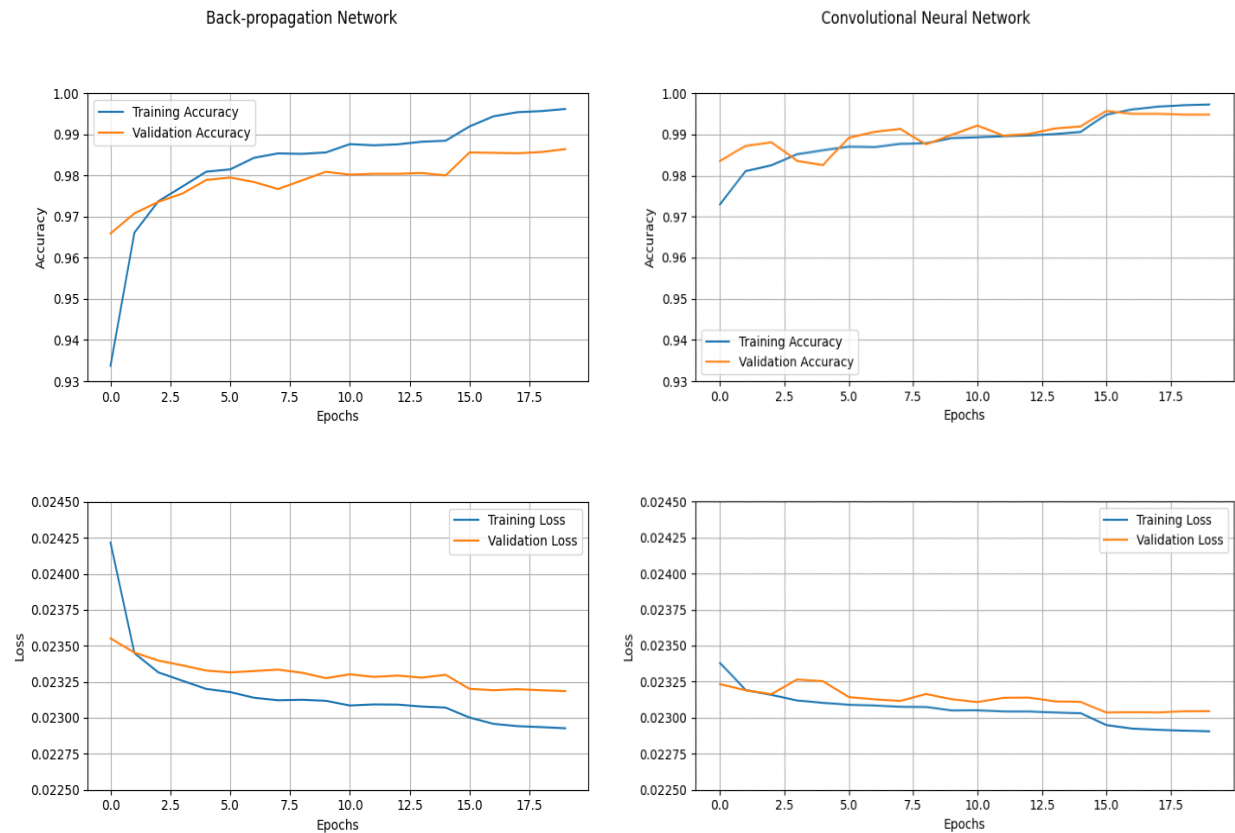 Back-propagation Network
Convolutional Neural Network
1.00
0.99
0.98
0.97
0.96
0.95
0.94
0.93
Accuracy
Training Accuracy
Validation Accuracy
0.0 2.5 5.0 7.5 10.0 12.5 15.0 17.5
Epochs
1.00
0.99
0.98
0.97
0.96
0.95
0.94
0.93
Accuracy
Training Accuracy
Validation Accuracy
0.0 2.5 5.0 7.5 10.0 12.5 15.0 17.5
Epochs
0.02450
0.02425
0.02400
0.02375
0.02350
0.02325
0.02300
0.02275
0.02250
Loss
Training Loss
Validation Loss
0.0 2.5 5.0 7.5 10.0 12.5 15.0 17.5
Epochs
0.02450
0.02425
0.02400
0.02375
0.02350
0.02325
0.02300
0.02275
0.02250
Loss
Training Loss
Validation Loss
0.0 2.5 5.0 7.5 10.0 12.5 15.0 17.5
Epochs